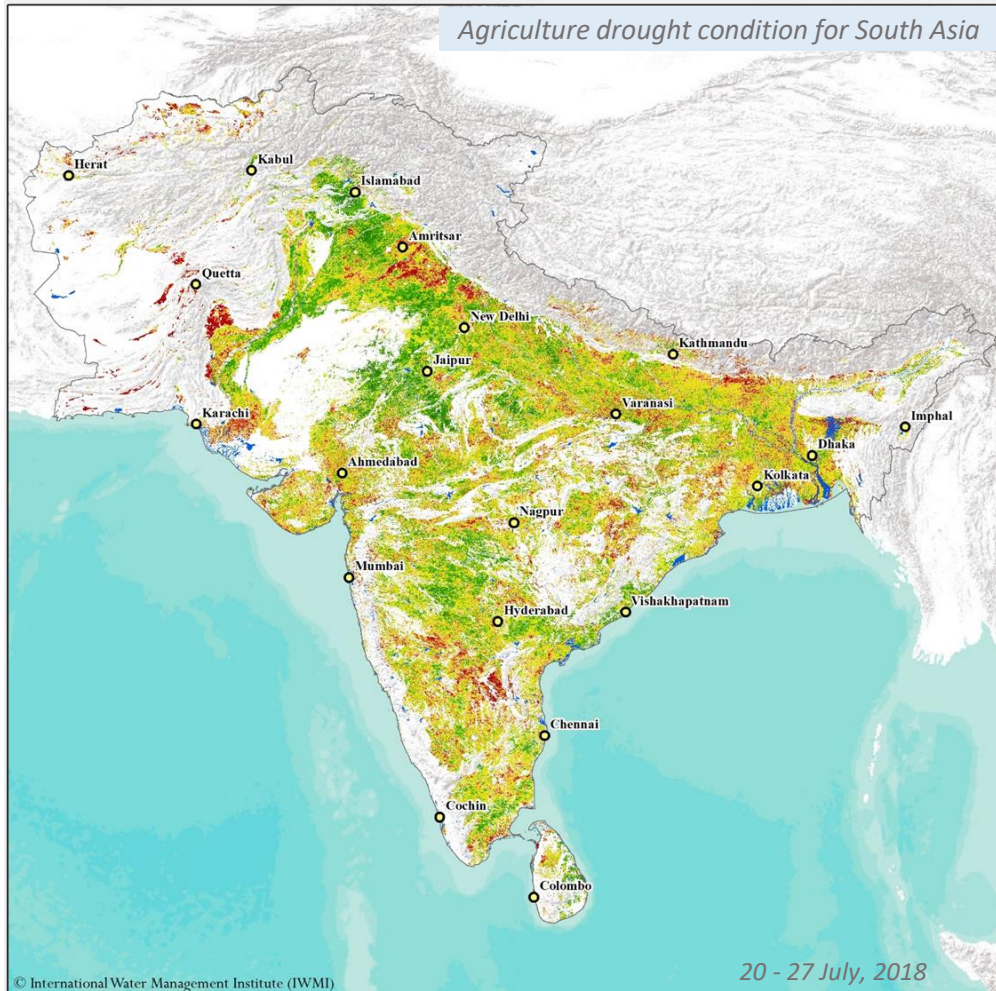 Agriculture drought condition for South Asia
Kabul
Herat
Islamabad
Amritsar
Quetta
New Delhi
Kathmandu
Jaipur
Varanasi
Karachi
Imphal
Dhaka
Ahmedabad
Kolkata
Nagpur
Mumbai
Hyderabad
Vishakhapatnam
Chennai
Cochin
Colombo
20 - 27 July, 2018
© International Water Management Institute (IWMI)